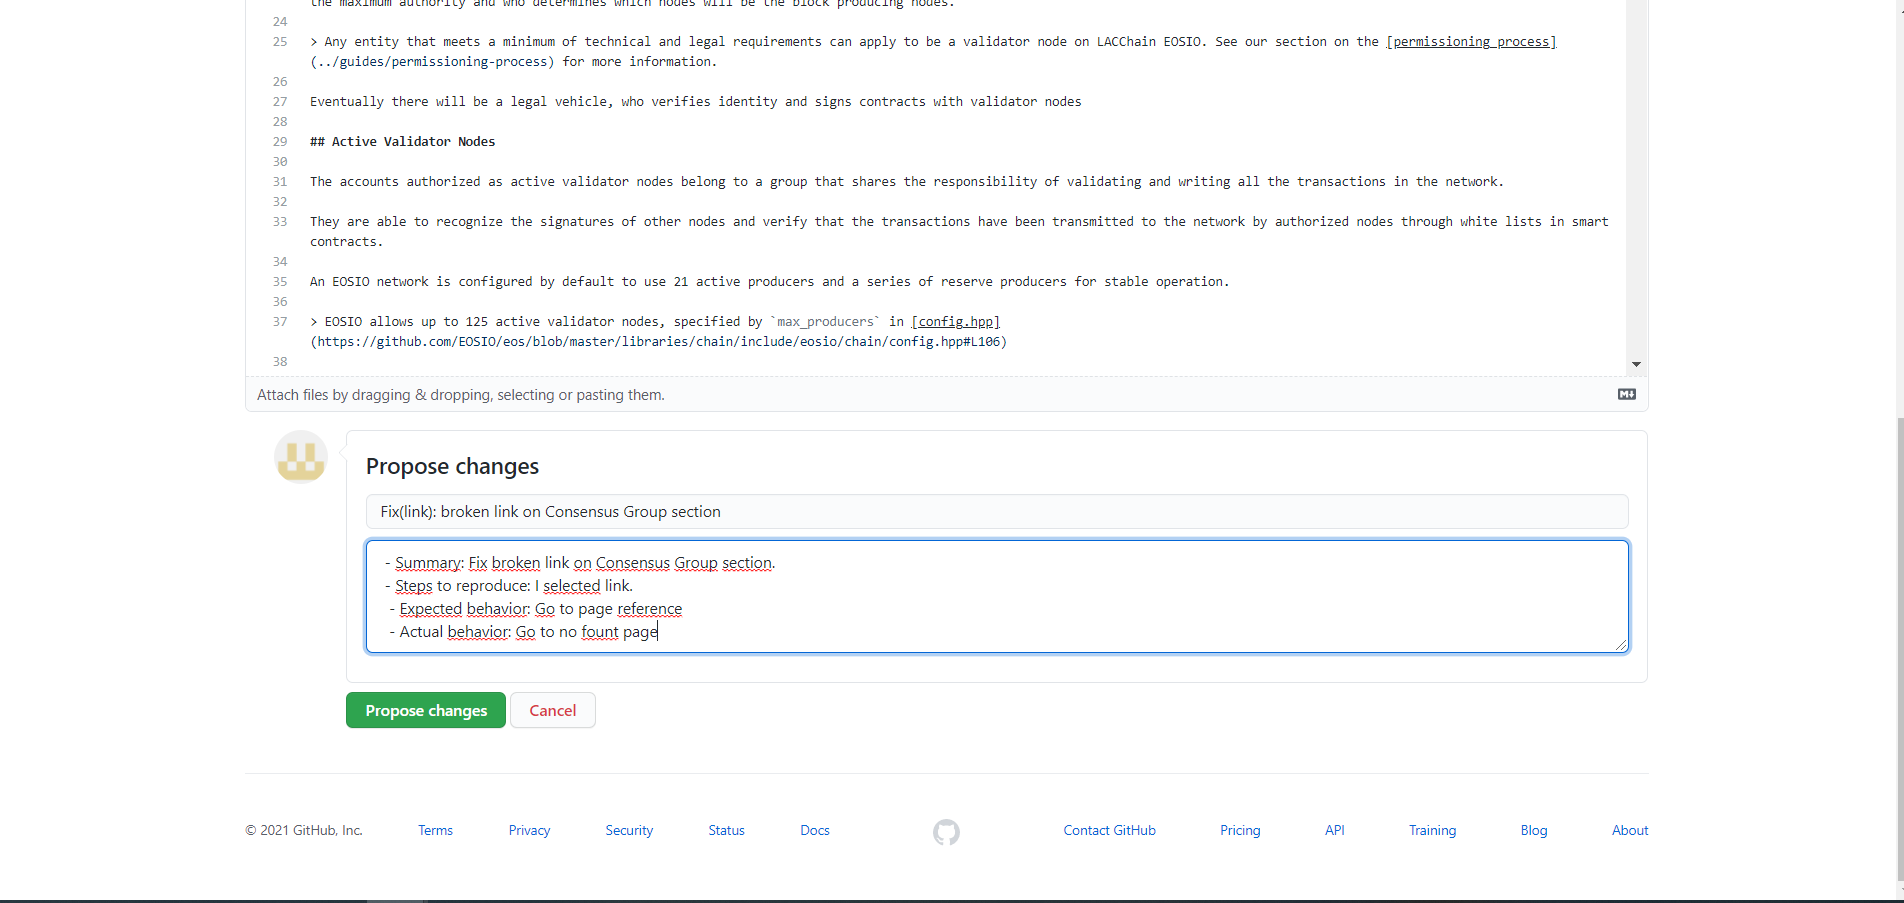 the maximum authority and who determines which nodes will be the block producing nodes.
24
25 > Any entity that meets a minimum of technical and legal requirements can apply to be a validator node on LACChain EOSIO. See our section on the [permissioning process]
(../guides/permissioning-process) for more information.
26
27 Eventually there will be a legal vehicle, who verifies identity and signs contracts with validator nodes
28
29 ## Active Validator Nodes
30
31 The accounts authorized as active validator nodes belong to a group that shares the responsibility of validating and writing all the transactions in the network.
32
33 They are able to recognize the signatures of other nodes and verify that the transactions have been transmitted to the network by authorized nodes through white lists in smart
contracts.
34
35 An EOSIO network is configured by default to use 21 active producers and a series of reserve producers for stable operation.
36
37 > EOSIO allows up to 125 active validator nodes, specified by `max_producers` in [config.hpp]
(https://github.com/EOSIO/eos/blob/master/libraries/chain/include/eosio/chain/config.hpp#L106)
38
Attach files by dragging & dropping, selecting or pasting them.
Propose changes
Fix(link): broken link on Consensus Group section
- Summary: Fix broken link on Consensus Group section.
- Steps to reproduce: I selected link.
- Expected behavior: Go to page reference
- Actual behavior: Go to no fount page
Propose changes Cancel
© 2021 GitHub, Inc. Terms Privacy Security Status Docs Contact GitHub Pricing API Training Blog About